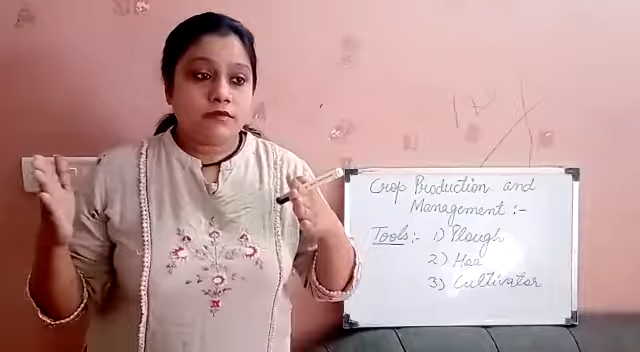 Crop Production and
Management :-
Tools :- 1) Plough
2) Hoe
3) Cultivator